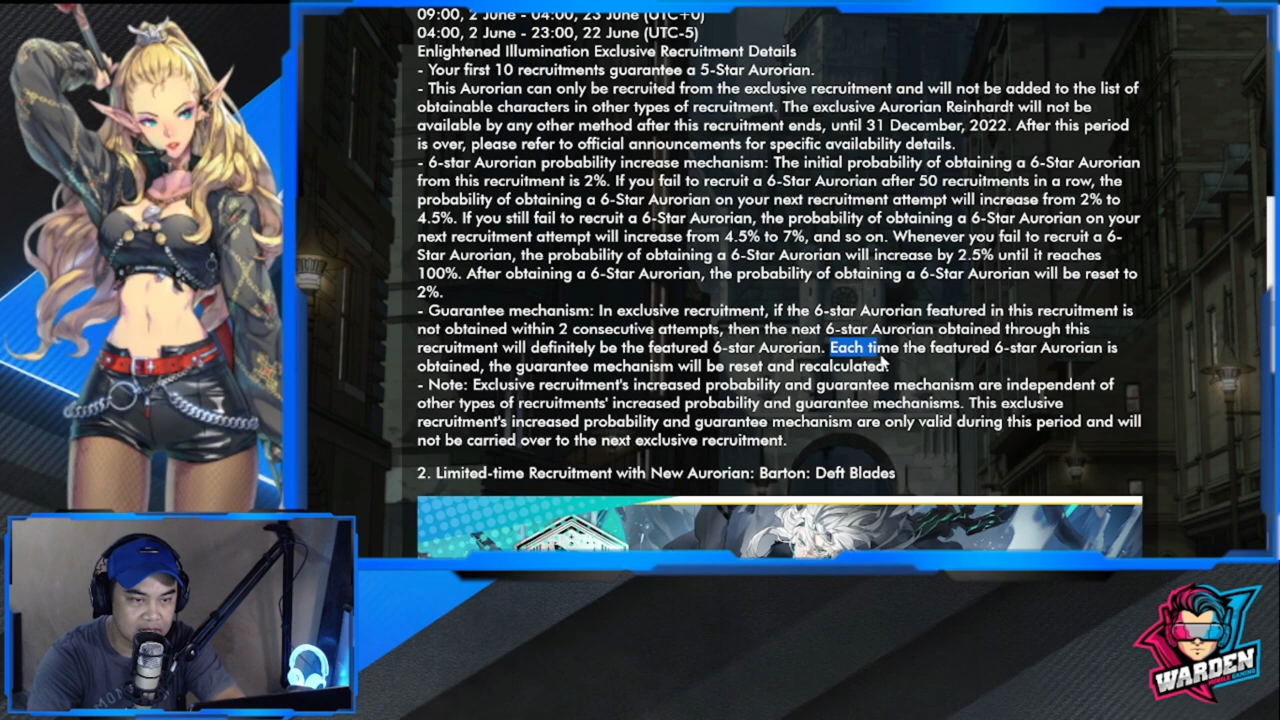 09:00, 2 June - 04:00, 23 June (UTC+0)
04:00, 2 June - 23:00, 22 June (UTC-5)
Enlightened Illumination Exclusive Recruitment Details
- Your first 10 recruitments guarantee a 5-Star Aurorian.
- This Aurorian can only be recruited from the exclusive recruitment and will not be added to the list of
obtainable characters in other types of recruitment. The exclusive Aurorian Reinhardt will not be
available by any other method after this recruitment ends, until 31 December, 2022. After this period
is over, please refer to official announcements for specific availability details.
- 6-star Aurorian probability increase mechanism: The initial probability of obtaining a 6-Star Aurorian
from this recruitment is 2%. If you fail to recruit a 6-Star Aurorian after 50 recruitments in a row, the
probability of obtaining a 6-Star Aurorian on your next recruitment attempt will increase from 2% to
4.5%. If you still fail to recruit a 6-Star Aurorian, the probability of obtaining a 6-Star Aurorian on your
next recruitment attempt will increase from 4.5% to 7%, and so on. Whenever you fail to recruit a 6-
Star Aurorian, the probability of obtaining a 6-Star Aurorian will increase by 2.5% until it reaches
100%. After obtaining a 6-Star Aurorian, the probability of obtaining a 6-Star Aurorian will be reset to
2%.
- Guarantee mechanism: In exclusive recruitment, if the 6-star Aurorian featured in this recruitment is
not obtained within 2 consecutive attempts, then the next 6-star Aurorian obtained through this
recruitment will definitely be the featured 6-star Aurorian. Each time the featured 6-star Aurorian is
obtained, the guarantee mechanism will be reset and recalculated.
- Note: Exclusive recruitment's increased probability and guarantee mechanism are independent of
other types of recruitments' increased probability and guarantee mechanisms. This exclusive
recruitment's increased probability and guarantee mechanism are only valid during this period and will
not be carried over to the next exclusive recruitment.
2. Limited-time Recruitment with New Aurorian: Barton: Deft Blades
WARDEN
MOBILE GAMING